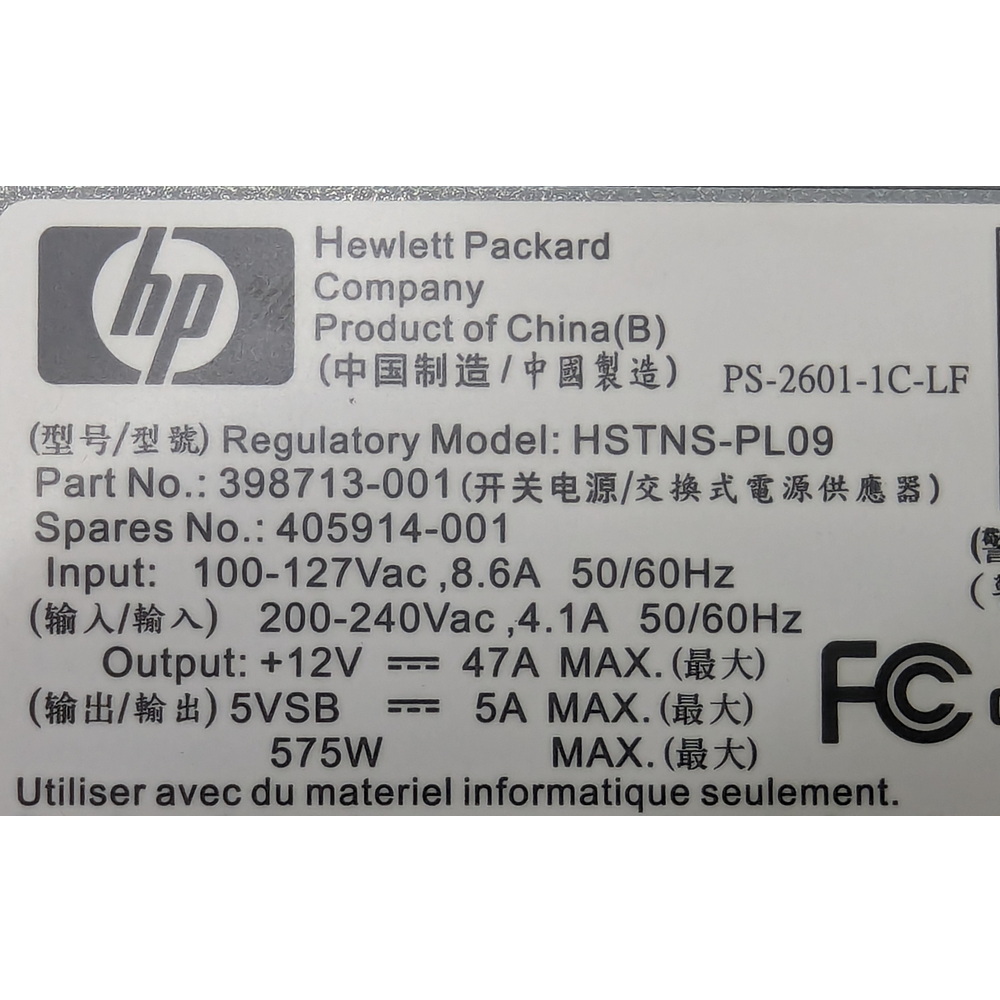 hp
Hewlett Packard
Company
Product of China(B)
(中国制造/中國製造)
PS-2601-1C-LF
(型号/型號) Regulatory Model: HSTNS-PL09
Part No.: 398713-001 (开关电源/交換式電源供應器)
Spares No.: 405914-001
Input: 100-127Vac ,8.6A 50/60Hz
(输入/輸入) 200-240Vac ,4.1A 50/60Hz
Output: +12V ⎓ 47A MAX.(最大)
(输出/輸出) 5VSB ⎓ 5A MAX.(最大)
575W MAX.(最大)
FC
Utiliser avec du materiel informatique seulement.